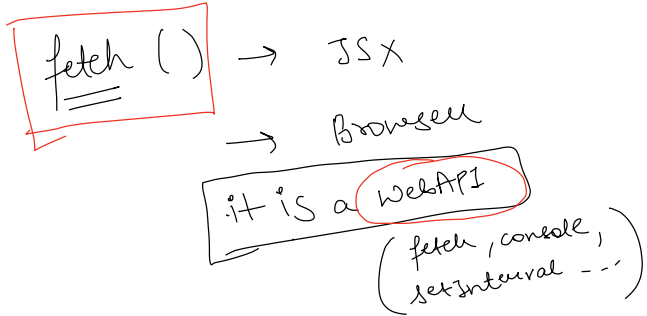 fetch () → JSX
→ Browser
it is a WebAPI
(fetch, console,
setInterval ---)